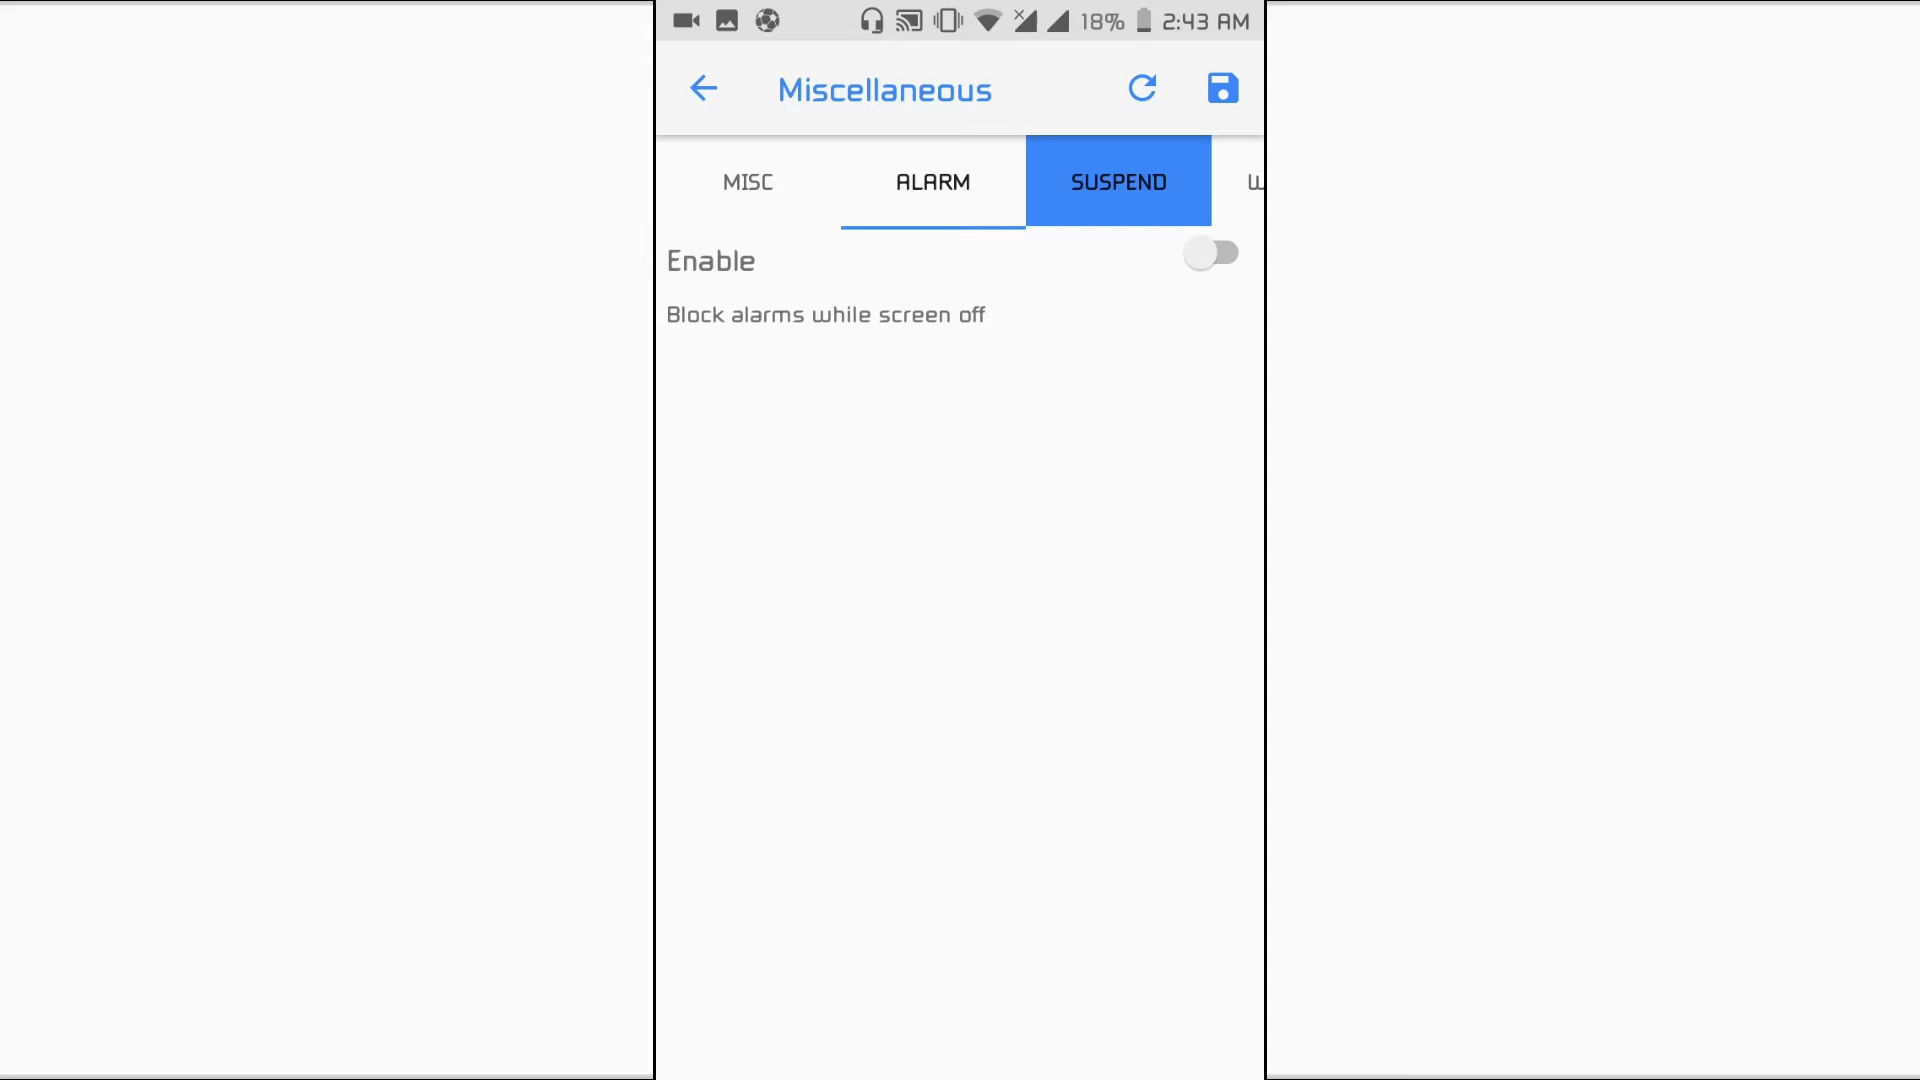 18% 2:43 AM
Miscellaneous
MISC ALARM SUSPEND
Enable
Block alarms while screen off